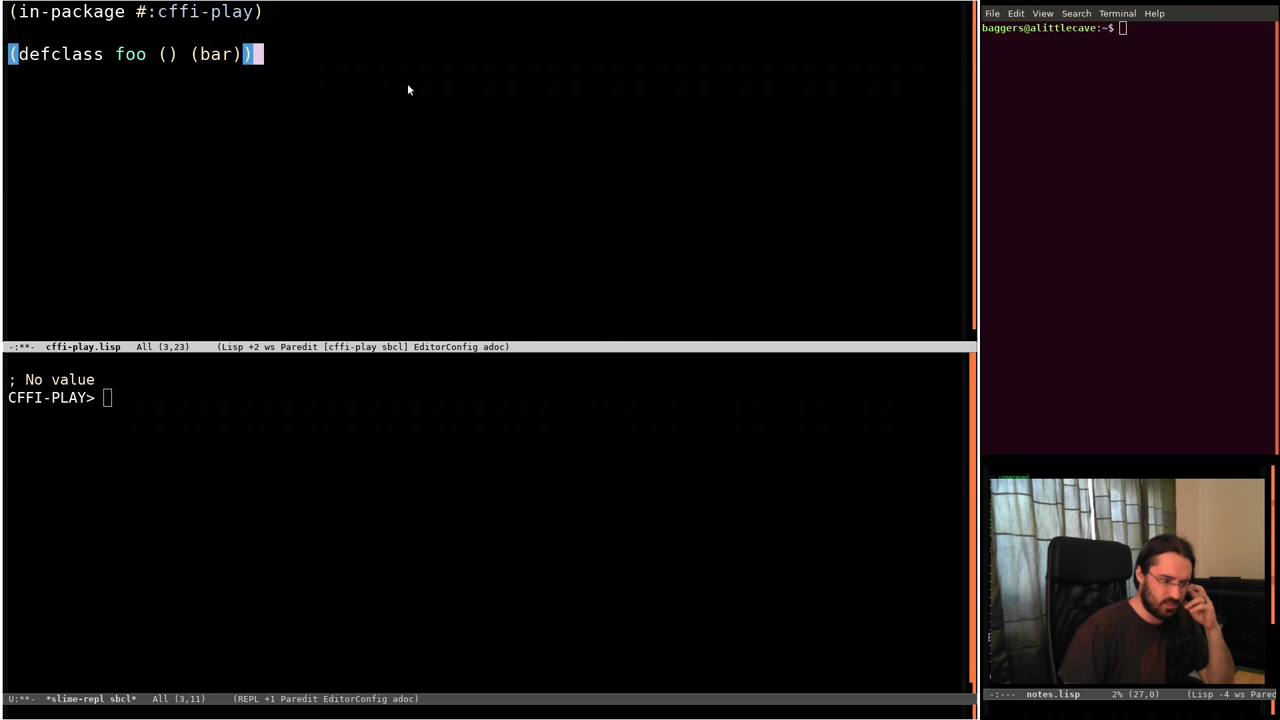 (in-package #:cffi-play)
(defclass foo () (bar))
-:**-  cffi-play.lisp   All (3,23)     (Lisp +2 ws Paredit [cffi-play sbcl] EditorConfig adoc)
; No value
CFFI-PLAY>
U:**-  *slime-repl sbcl*   All (3,11)     (REPL +1 Paredit EditorConfig adoc)
File Edit View Search Terminal Help
baggers@alittlecave:~$
-:---  notes.lisp      2% (27,0)     (Lisp -4 ws Pared